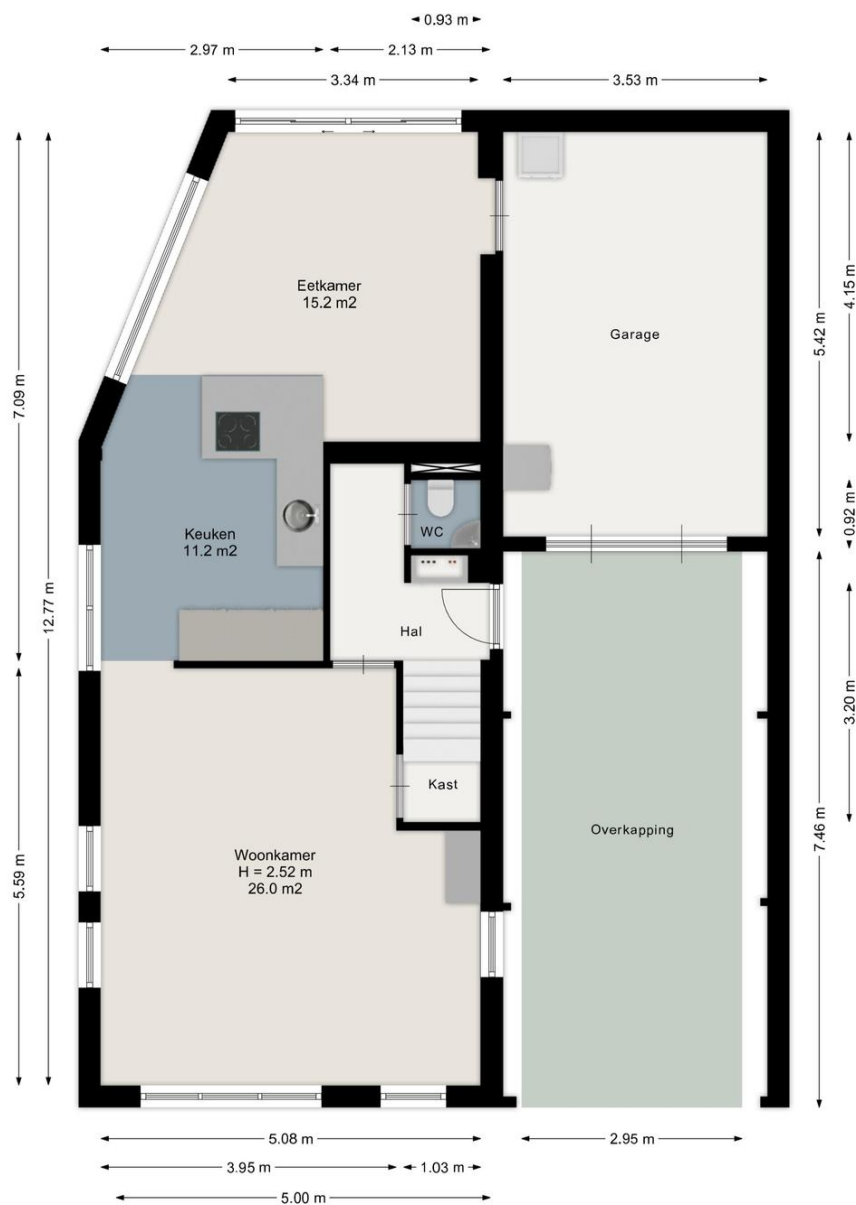 0.93 m
2.97 m
2.13 m
3.34 m
3.53 m
Eetkamer
15.2 m2
Garage
4.15 m
5.42 m
7.09 m
0.92 m
WC
Keuken
11.2 m2
12.77 m
Hal
3.20 m
Kast
Overkapping
7.46 m
Woonkamer
H = 2.52 m
26.0 m2
5.59 m
5.08 m
2.95 m
3.95 m
1.03 m
5.00 m